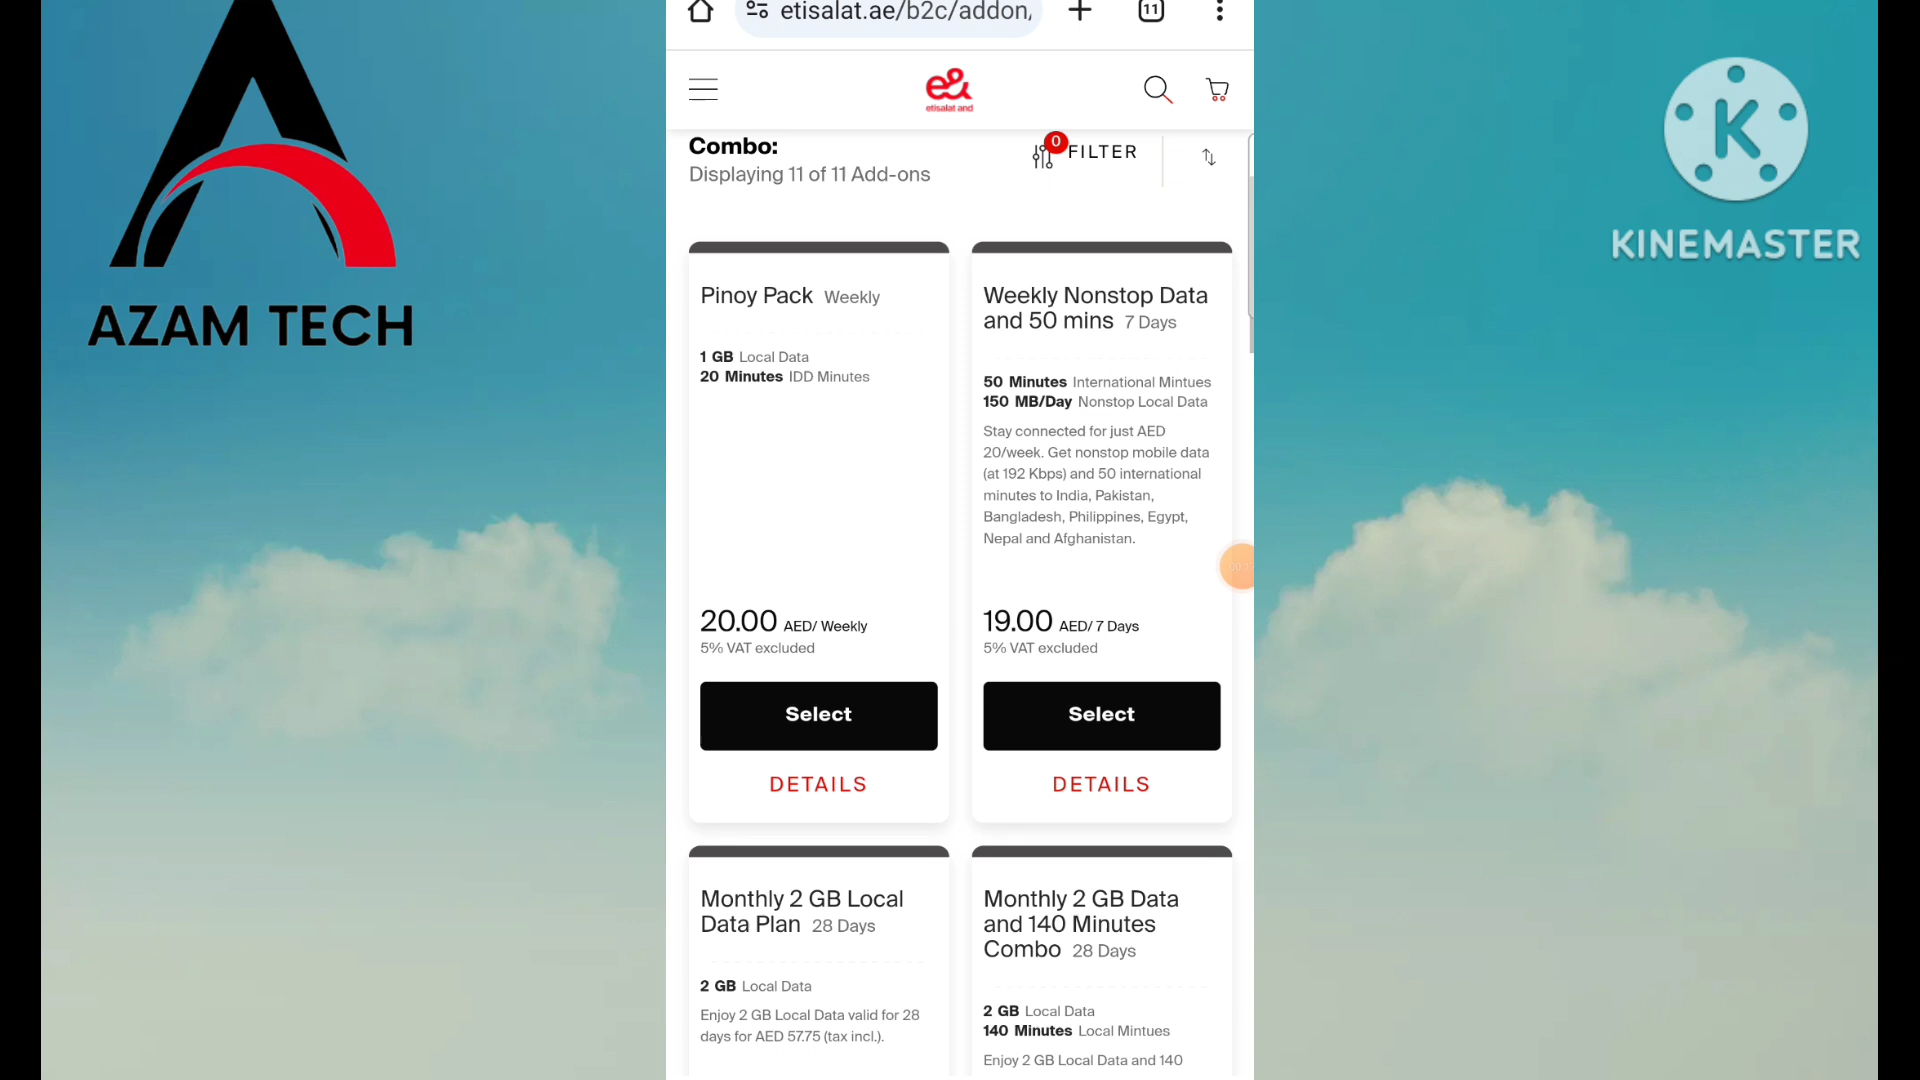 AZAM TECH
K
KINEMASTER
etisalat.ae/b2c/addon/
11
e&
etisalat and
Combo:
Displaying 11 of 11 Add-ons
0
FILTER
Pinoy Pack Weekly
1 GB Local Data
20 Minutes IDD Minutes
20.00 AED/ Weekly
5% VAT excluded
Select
DETAILS
Weekly Nonstop Data
and 50 mins 7 Days
50 Minutes International Mintues
150 MB/Day Nonstop Local Data
Stay connected for just AED
20/week. Get nonstop mobile data
(at 192 Kbps) and 50 international
minutes to India, Pakistan,
Bangladesh, Philippines, Egypt,
Nepal and Afghanistan.
19.00 AED/ 7 Days
5% VAT excluded
Select
DETAILS
Monthly 2 GB Local
Data Plan 28 Days
2 GB Local Data
Enjoy 2 GB Local Data valid for 28
days for AED 57.75 (tax incl.).
Monthly 2 GB Data
and 140 Minutes
Combo 28 Days
2 GB Local Data
140 Minutes Local Mintues
Enjoy 2 GB Local Data and 140